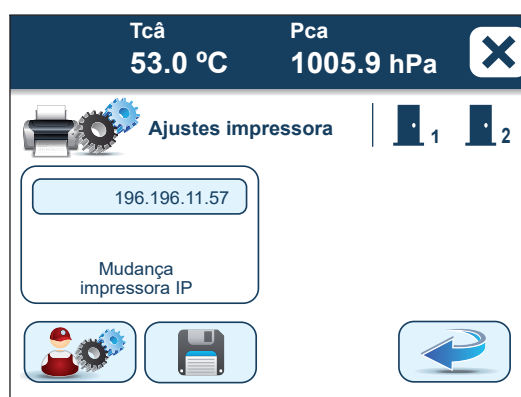 Tcâ Pca
53.0 ºC 1005.9 hPa
Ajustes impressora 1 2
196.196.11.57
Mudança
impressora IP